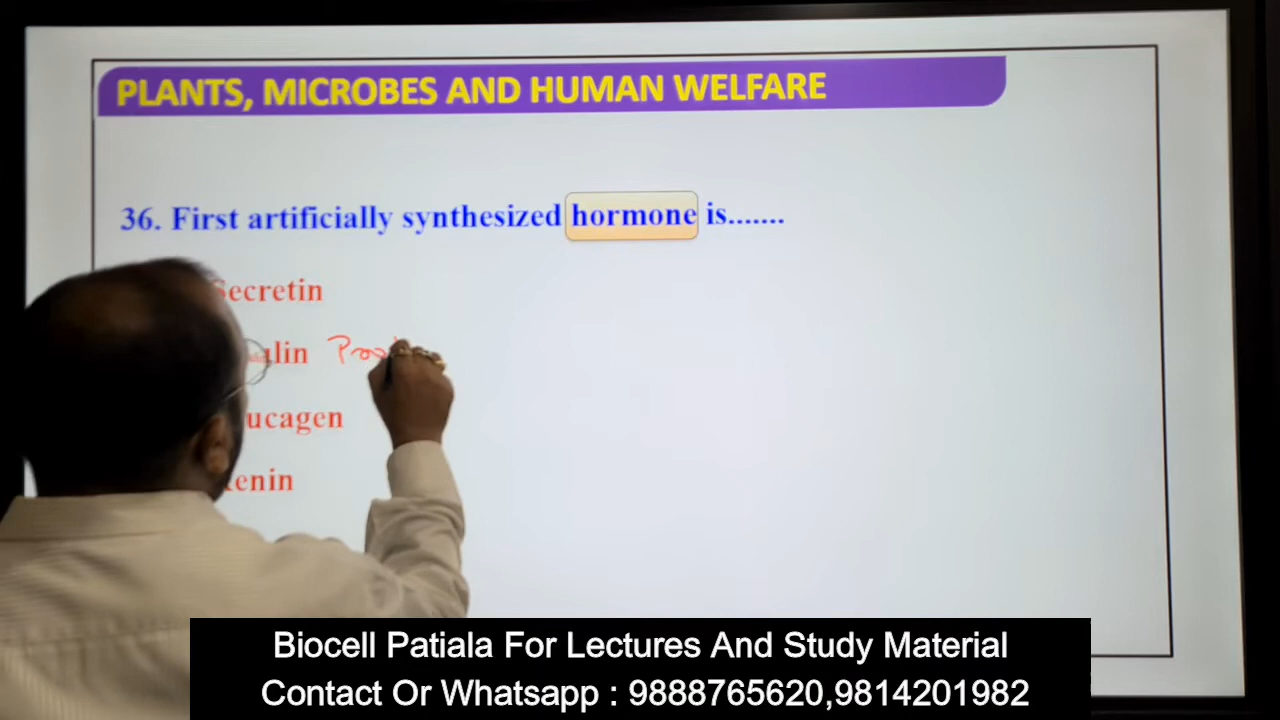 PLANTS, MICROBES AND HUMAN WELFARE
36. First artificially synthesized hormone is.......
Secretin
lin
ucagen
enin
Biocell Patiala For Lectures And Study Material
Contact Or Whatsapp : 9888765620,9814201982